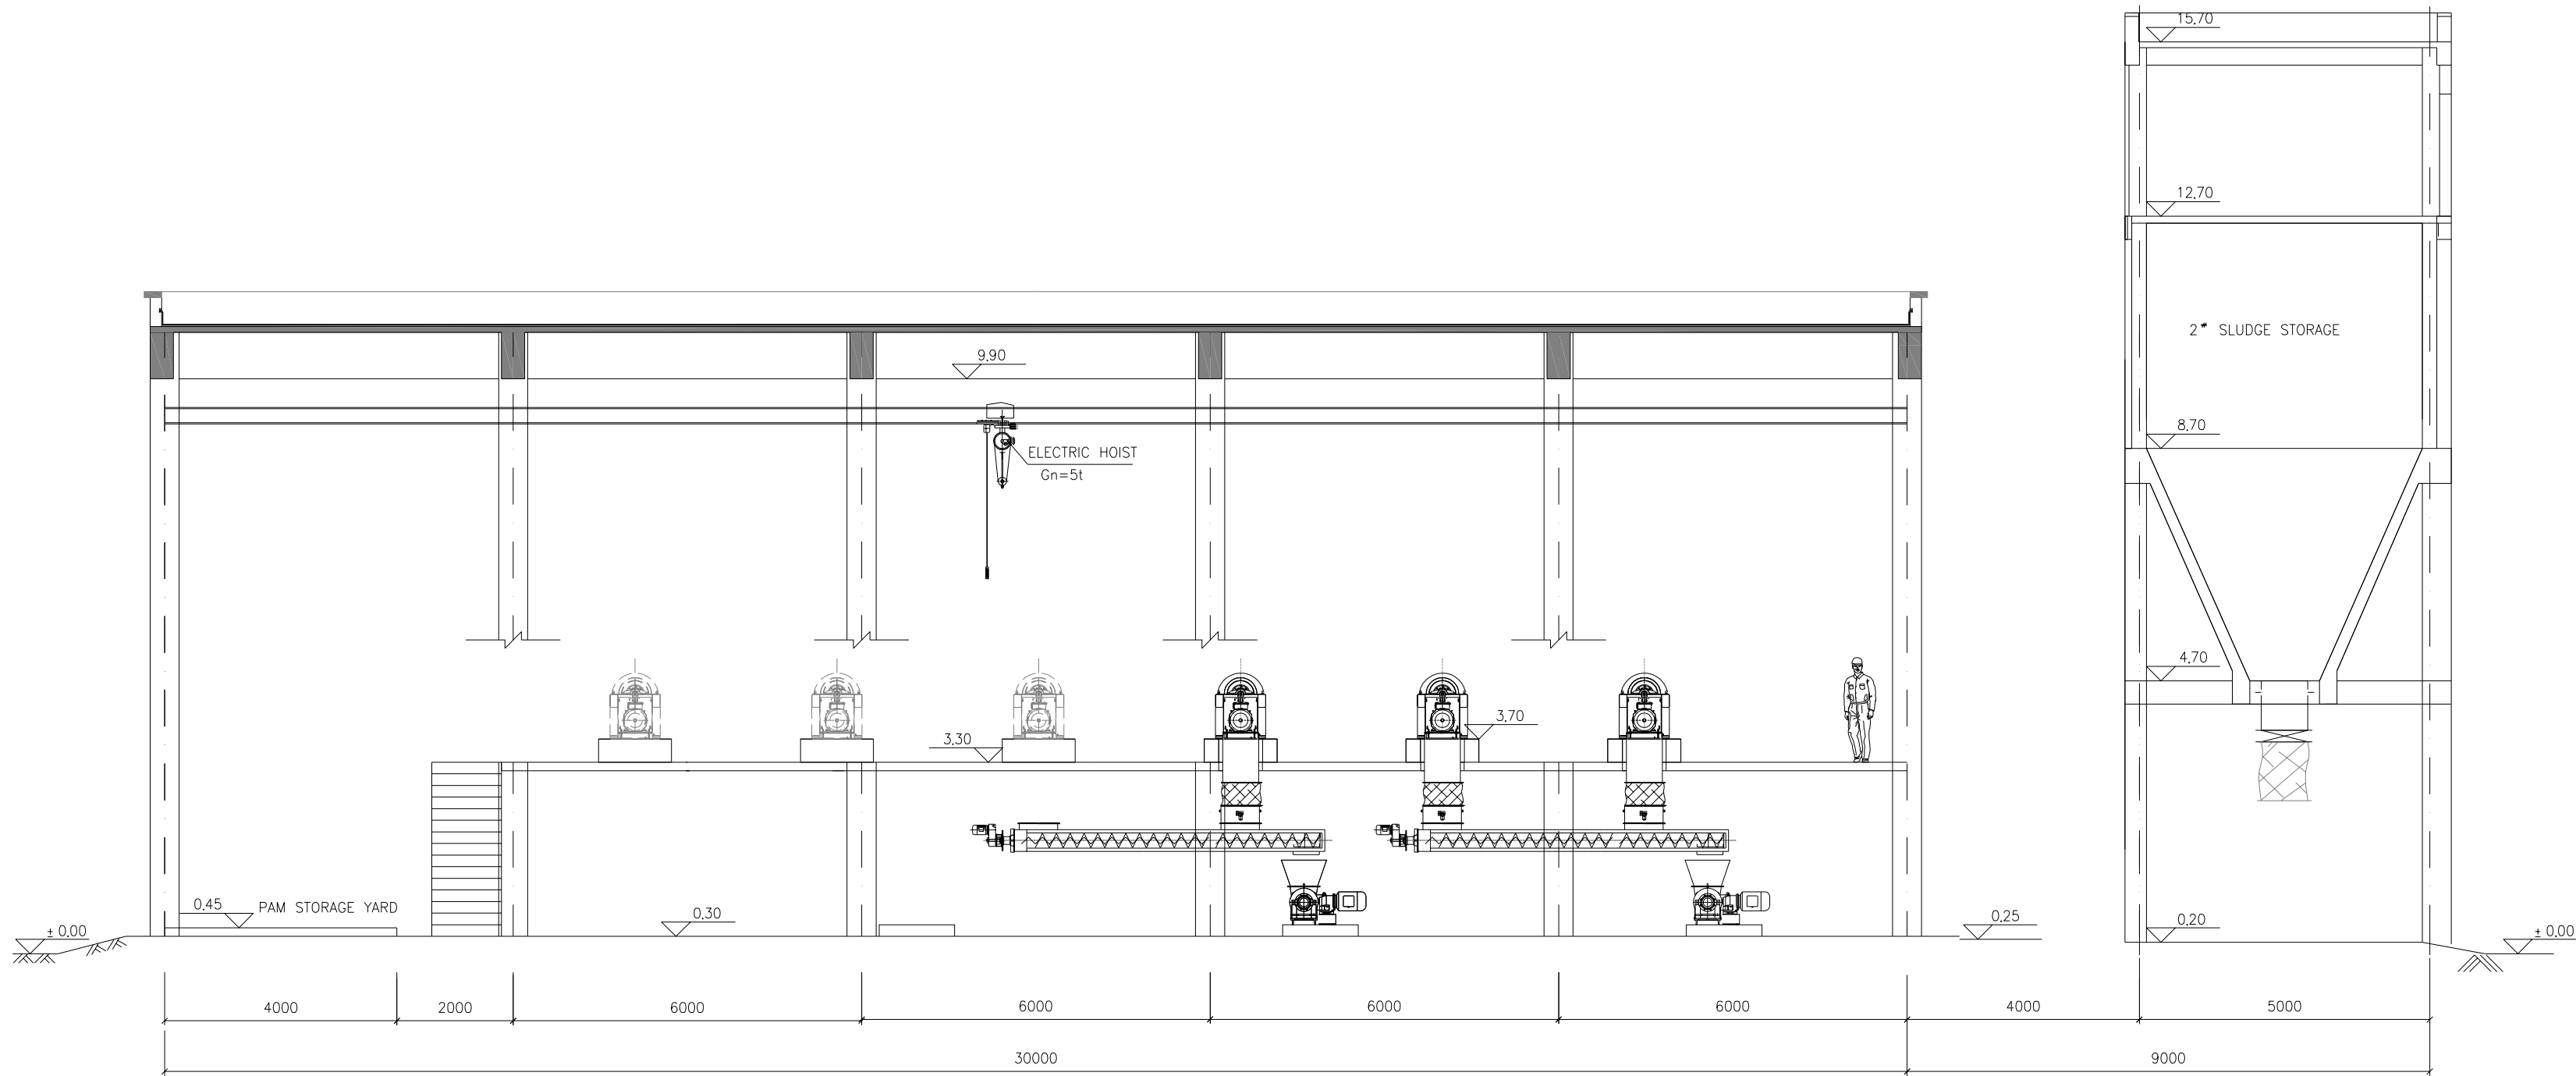 15.70
12.70
2# SLUDGE STORAGE
9.90
8.70
ELECTRIC HOIST
Gn=5t
4.70
3.70
3.30
0.45 PAM STORAGE YARD
0.30
0.25
0.20
± 0.00
± 0.00
4000 2000 6000 6000 6000 6000 4000 5000
30000 9000